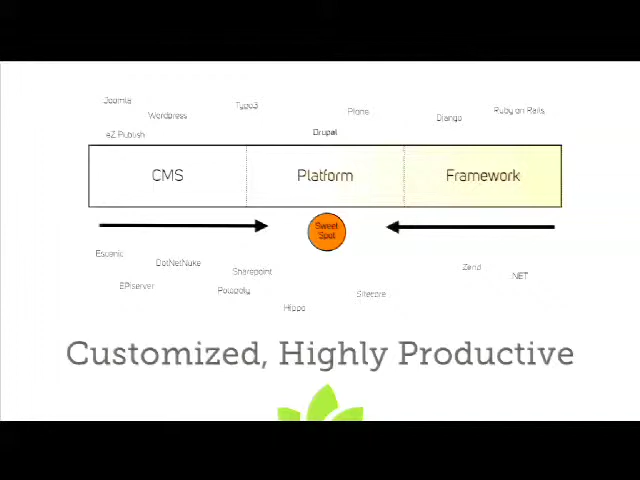 Joomla
Wordpress
Typo3
Plone
Django
Ruby on Rails
eZ Publish
Drupal
CMS
Platform
Framework
Sweet
Spot
Escenic
DotNetNuke
Sharepoint
Zend
.NET
EPiserver
Polopoly
Sitecore
Hippo
Customized, Highly Productive